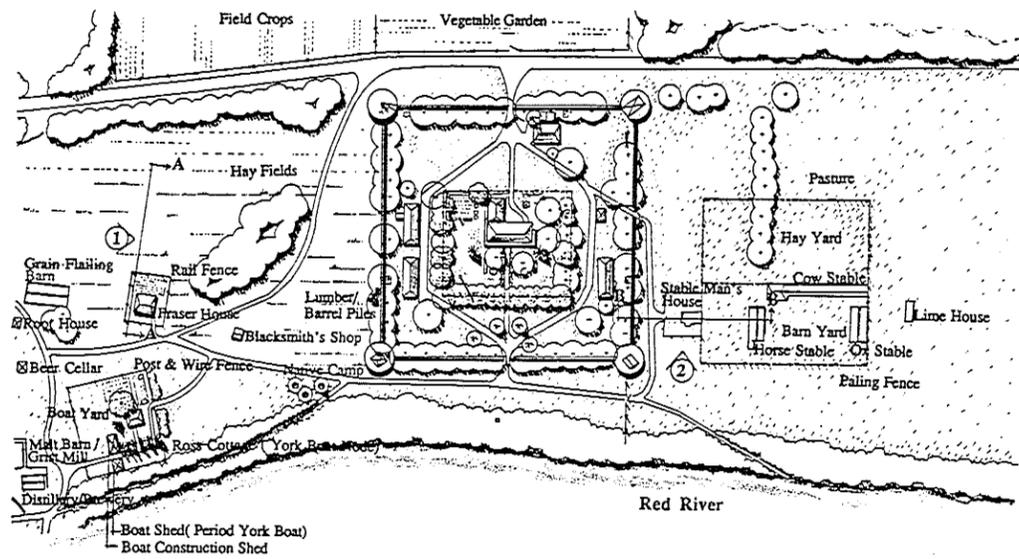 Field Crops
Vegetable Garden
A
Hay Fields
Pasture
1
Hay Yard
Grain Flailing
Barn
Rail Fence
Cow Stable
Lumber/
Barrel Piles
Stable Man's
House
B
Fraser House
Root House
Blacksmith's Shop
Barn Yard
Lime House
A
Horse Stable
Ox Stable
Beer Cellar
Post & Wire Fence
Native Camp
2
Paling Fence
Boat Yard
Malt Barn /
Grist Mill
Ross Cottage ( York Boat Node)
Distillery/Brewery
Red River
Boat Shed( Period York Boat)
Boat Construction Shed